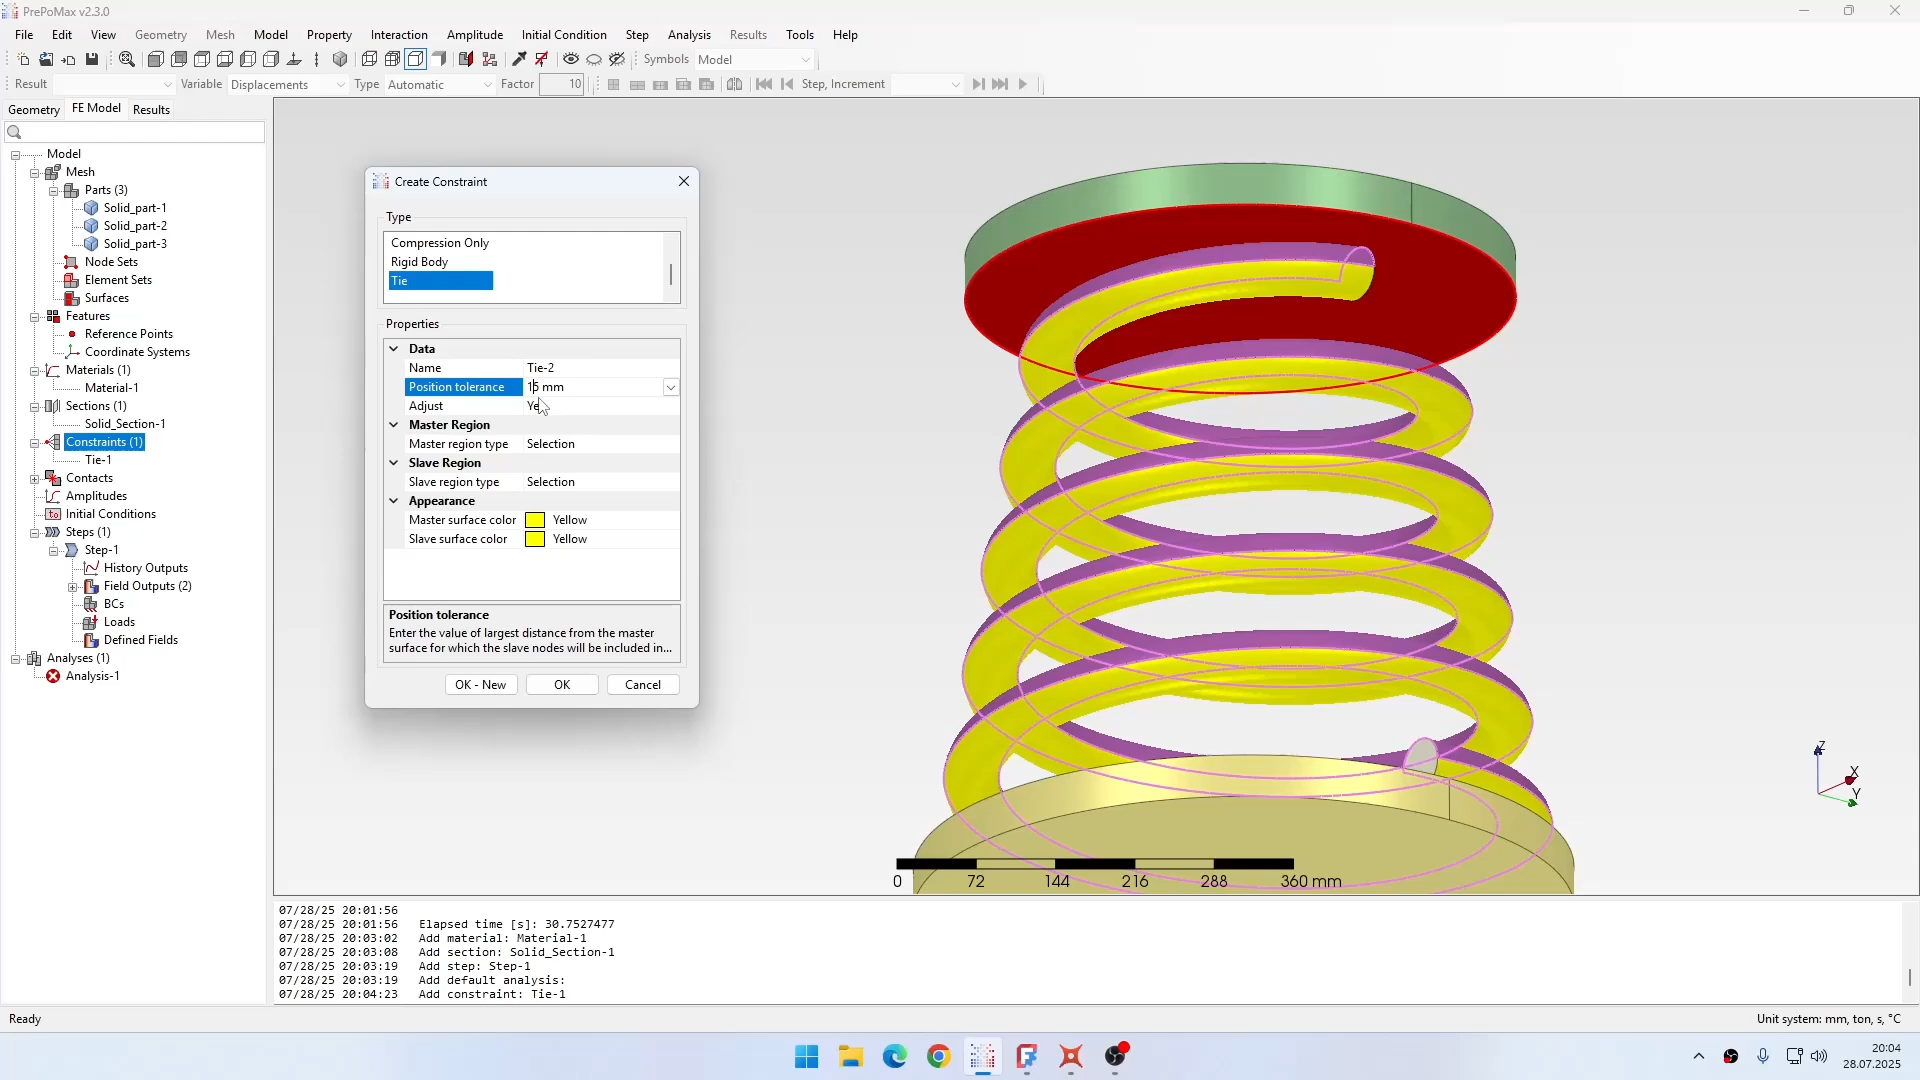 PrePoMax v2.3.0
File Edit View Geometry Mesh Model Property Interaction Amplitude Initial Condition Step Analysis Results Tools Help
Symbols Model
Result Variable Displacements Type Automatic Factor 10 Step, Increment
Geometry FE Model Results
Model
Mesh
Parts (3)
Solid_part-1
Solid_part-2
Solid_part-3
Node Sets
Element Sets
Surfaces
Features
Reference Points
Coordinate Systems
Materials (1)
Material-1
Sections (1)
Solid_Section-1
Constraints (1)
Tie-1
Contacts
Amplitudes
Initial Conditions
Steps (1)
Step-1
History Outputs
Field Outputs (2)
BCs
Loads
Defined Fields
Analyses (1)
Analysis-1
Create Constraint
Type
Compression Only
Rigid Body
Tie
Properties
Data
Name Tie-2
Position tolerance 15 mm
Adjust
Master Region
Master region type Selection
Slave Region
Slave region type Selection
Appearance
Master surface color Yellow
Slave surface color Yellow
Position tolerance
Enter the value of largest distance from the master
surface for which the slave nodes will be included in...
OK - New OK Cancel
Z
X
Y
0 72 144 216 288 360 mm
07/28/25 20:01:56
07/28/25 20:01:56 Elapsed time [s]: 30.7527477
07/28/25 20:03:02 Add material: Material-1
07/28/25 20:03:08 Add section: Solid_Section-1
07/28/25 20:03:19 Add step: Step-1
07/28/25 20:03:19 Add default analysis:
07/28/25 20:04:23 Add constraint: Tie-1
Ready
Unit system: mm, ton, s, °C
20:04
28.07.2025